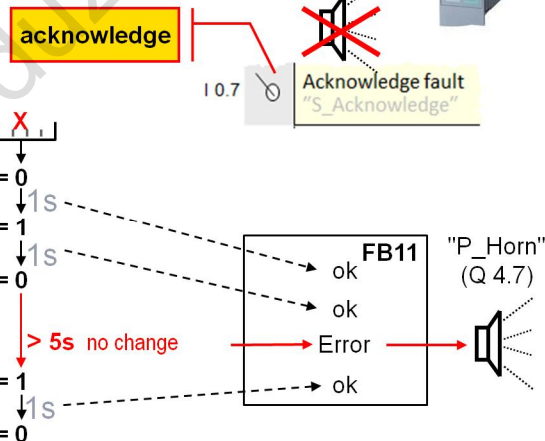 acknowledge
I 0.7
Acknowledge fault
"S_Acknowledge"
X
= 0
1s
= 1
1s
= 0
> 5s no change
= 1
1s
= 0
FB11
ok
ok
Error
ok
"P_Horn"
(Q 4.7)